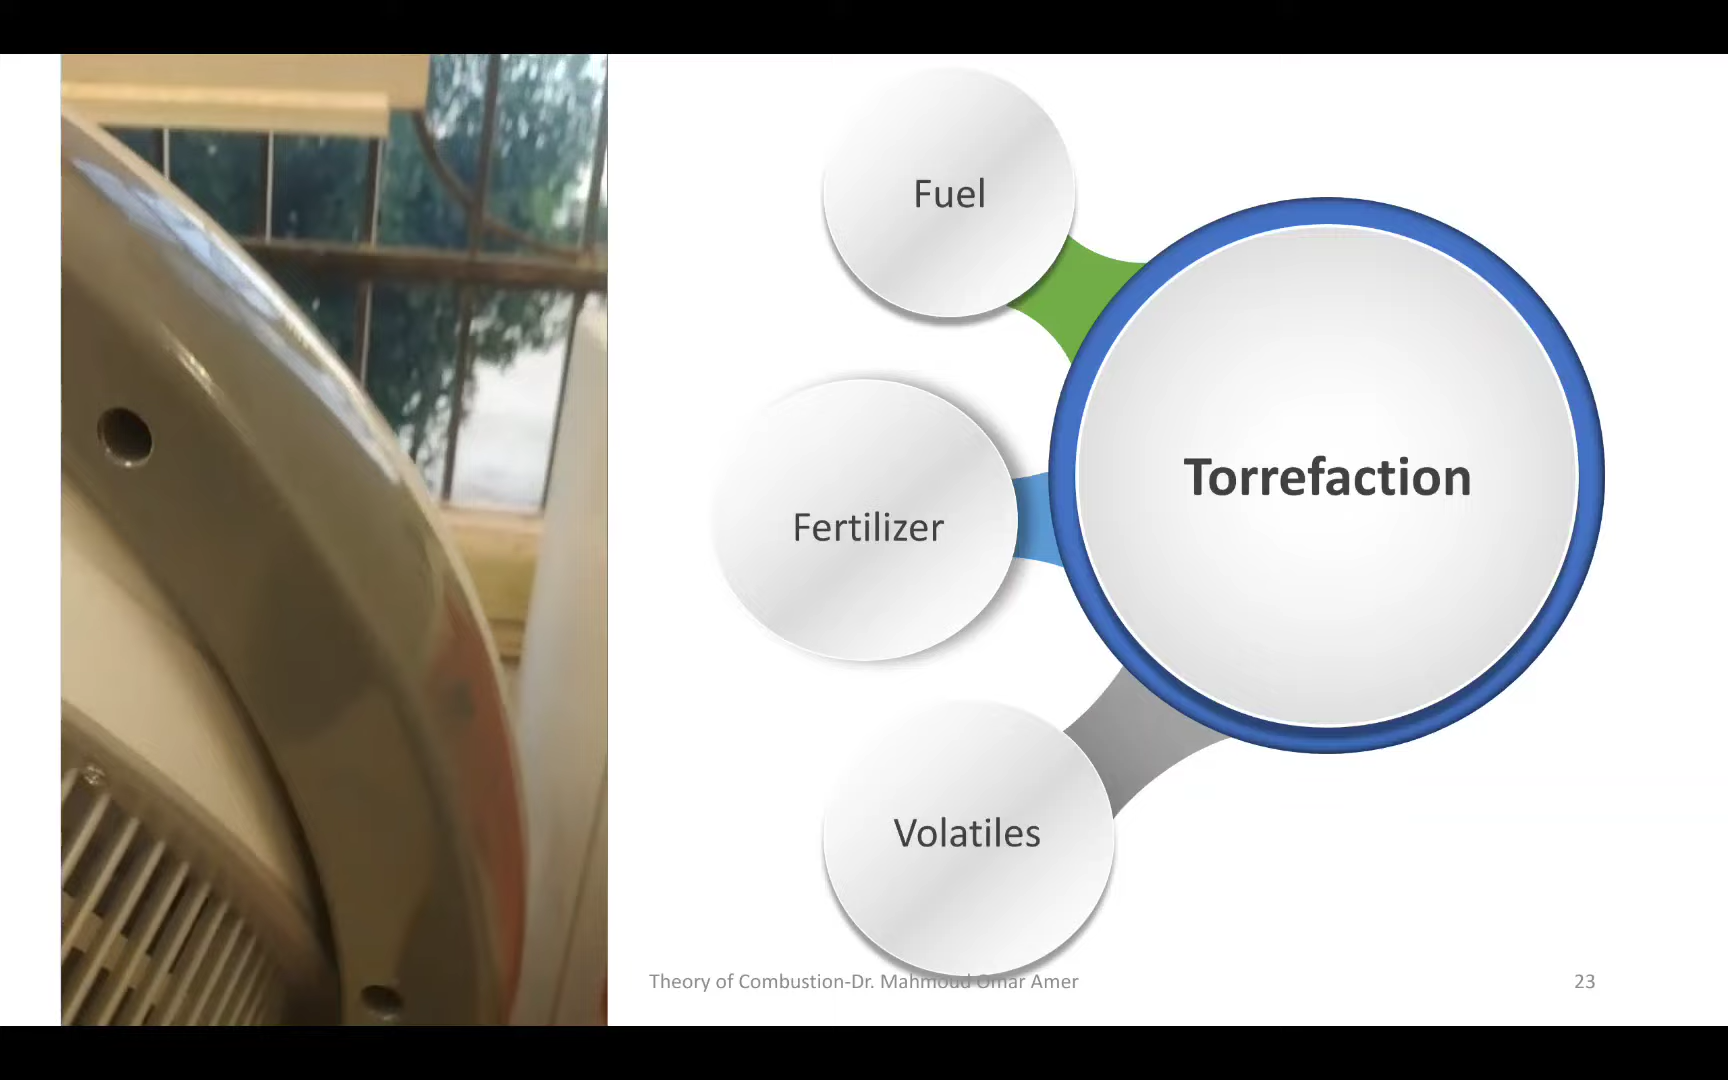 Fuel
Torrefaction
Fertilizer
Volatiles
Theory of Combustion-Dr. Mahmoud Omar Amer
23